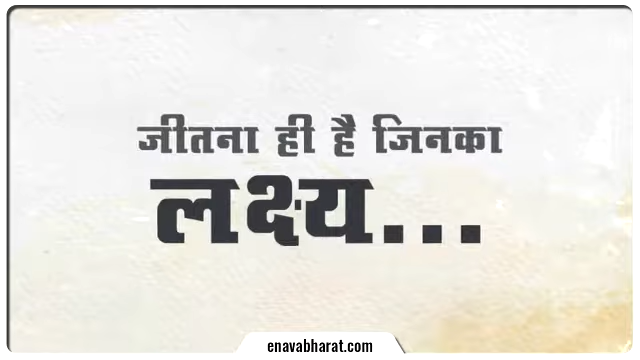 जीतना ही है जिनका
लक्ष्य...
enavabharat.com